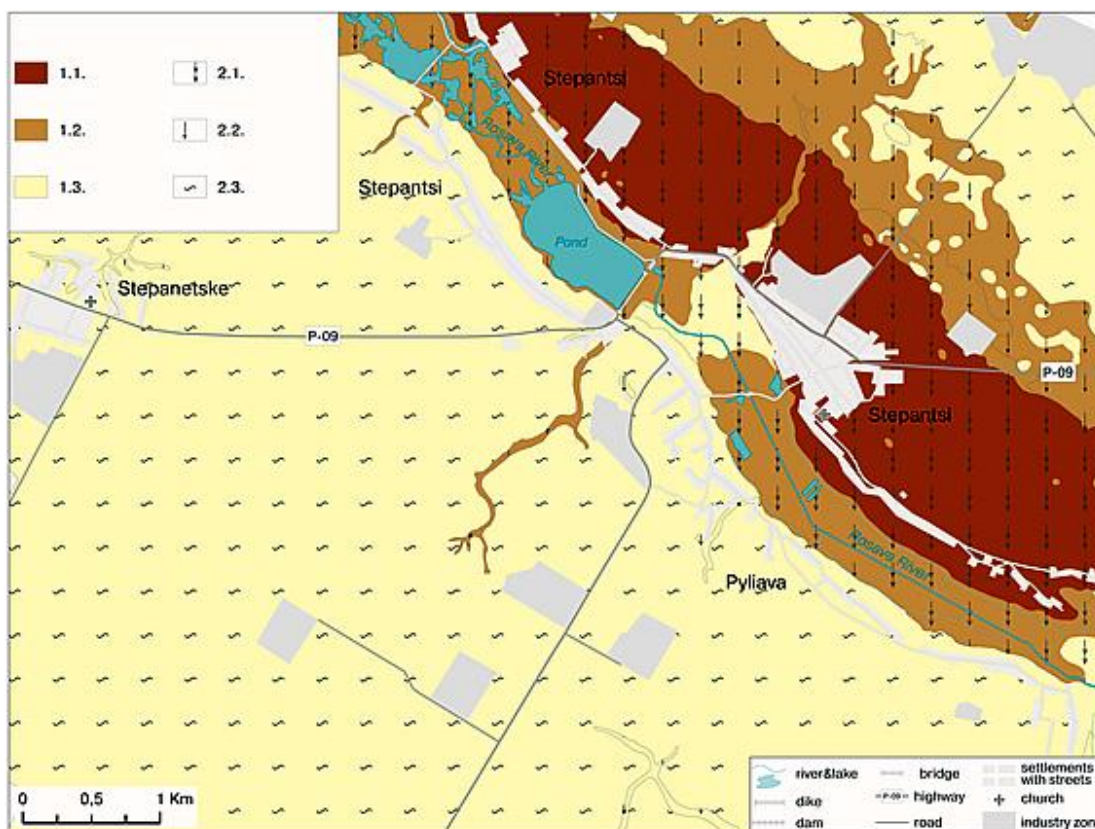 1.1.
2.1.
1.2.
2.2.
1.3.
2.3.
Stepantsi
Rosava River
Stepantsi
Pond
Stepanetske
P-09
P-09
Stepantsi
Rosava River
Pyliava
0 0,5 1 Km
river&lake
bridge
settlements
with streets
dike
P-09 highway
church
dam
road
industry zon